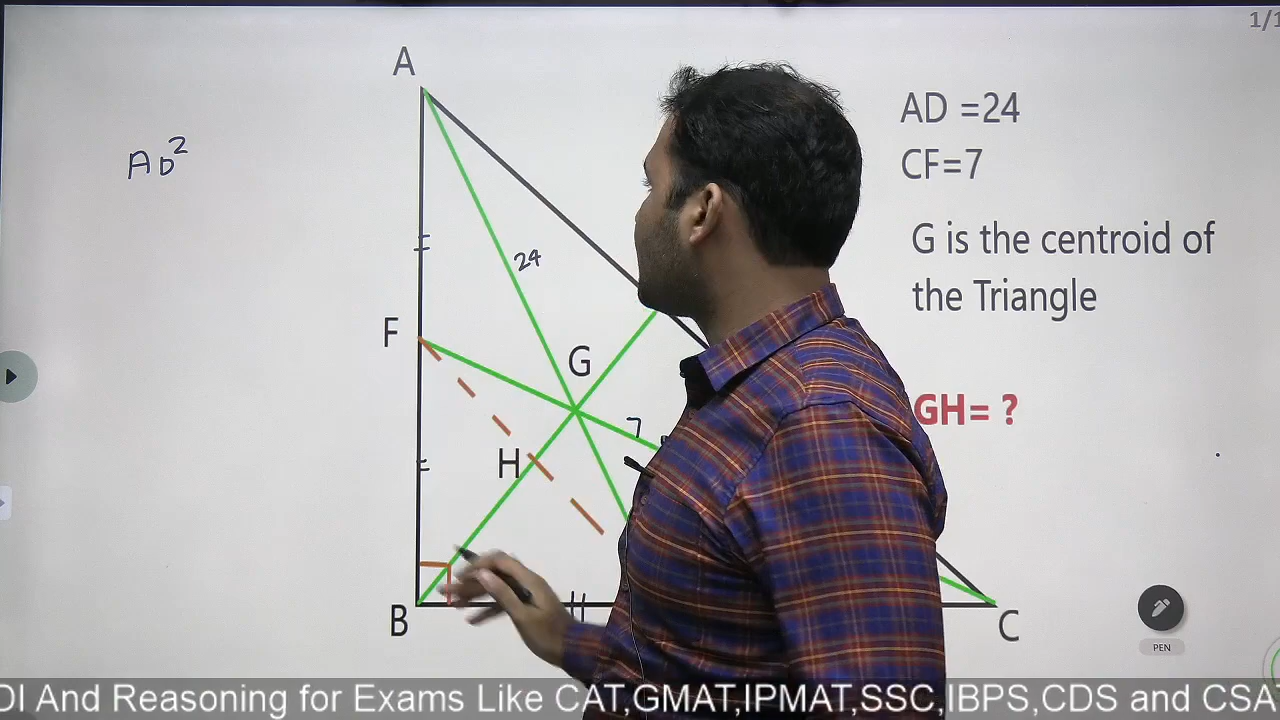 1/1
A
AD²
AD =24
CF=7
G is the centroid of
the Triangle
24
F
G
7
GH= ?
H
B
C
PEN
DI And Reasoning for Exams Like CAT,GMAT,IPMAT,SSC,IBPS,CDS and CSA